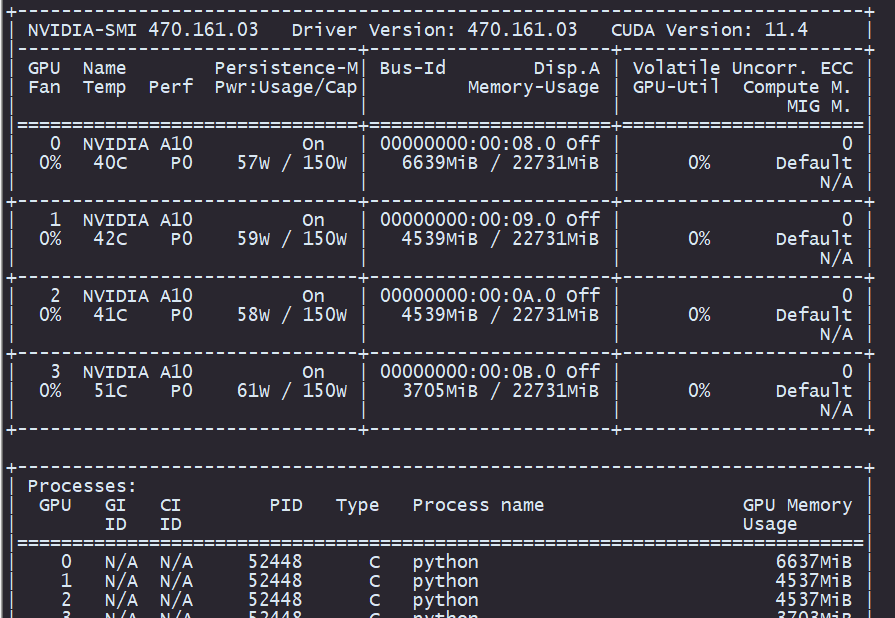 NVIDIA-SMI 470.161.03   Driver Version: 470.161.03   CUDA Version: 11.4
GPU  Name        Persistence-M| Bus-Id        Disp.A | Volatile Uncorr. ECC
Fan  Temp  Perf  Pwr:Usage/Cap|         Memory-Usage | GPU-Util  Compute M.
MIG M.
0  NVIDIA A10          On   | 00000000:00:08.0 Off |                    0
0%   40C    P0    57W / 150W |   6639MiB / 22731MiB |      0%      Default
N/A
1  NVIDIA A10          On   | 00000000:00:09.0 Off |                    0
0%   42C    P0    59W / 150W |   4539MiB / 22731MiB |      0%      Default
N/A
2  NVIDIA A10          On   | 00000000:00:0A.0 Off |                    0
0%   41C    P0    58W / 150W |   4539MiB / 22731MiB |      0%      Default
N/A
3  NVIDIA A10          On   | 00000000:00:0B.0 Off |                    0
0%   51C    P0    61W / 150W |   3705MiB / 22731MiB |      0%      Default
N/A
Processes:
GPU   GI   CI        PID   Type   Process name                  GPU Memory
ID   ID                                                   Usage
0   N/A  N/A     52448      C   python                           6637MiB
1   N/A  N/A     52448      C   python                           4537MiB
2   N/A  N/A     52448      C   python                           4537MiB
3   N/A  N/A     52448      C   python                           3703MiB